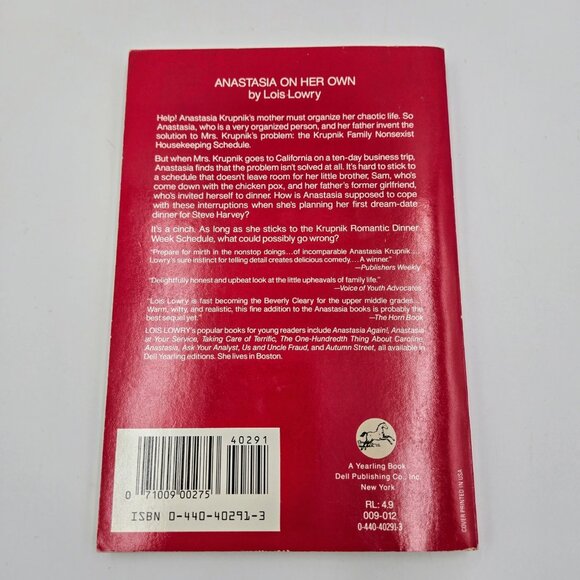 ANASTASIA ON HER OWN
by Lois Lowry
Help! Anastasia Krupnik's mother must organize her chaotic life. So
Anastasia, who is a very organized person, and her father invent the
solution to Mrs. Krupnik's problem: the Krupnik Family Nonsexist
Housekeeping Schedule.
But when Mrs. Krupnik goes to California on a ten-day business trip,
Anastasia finds that the problem isn't solved at all. It's hard to stick to
a schedule that doesn't leave room for her little brother, Sam, who's
come down with the chicken pox, and her father's former girlfriend,
who's invited herself to dinner. How is Anastasia supposed to cope
with these interruptions when she's planning her first dream-date
dinner for Steve Harvey?
It's a cinch. As long as she sticks to the Krupnik Romantic Dinner
Week Schedule, what could possibly go wrong?
"Prepare for mirth in the nonstop doings...of incomparable Anastasia Krupnik....
Lowry's sure instinct for telling detail creates delicious comedy....A winner."
—Publishers Weekly
"Delightfully honest and upbeat look at the little upheavals of family life."
—Voice of Youth Advocates
"Lois Lowry is fast becoming the Beverly Cleary for the upper middle grades...
Warm, witty, and realistic, this fine addition to the Anastasia books is probably the
best sequel yet."
—The Horn Book
LOIS LOWRY's popular books for young readers include Anastasia Again!, Anastasia
at Your Service, Taking Care of Terrific, The One-Hundredth Thing About Caroline,
Anastasia, Ask Your Analyst, Us and Uncle Fraud, and Autumn Street, all available in
Dell Yearling editions. She lives in Boston.
40291
0 71009 00275
ISBN 0-440-40291-3
A Yearling Book
Dell Publishing Co., Inc.
New York
RL: 4.9
009-012
0-440-40291-3
COVER PRINTED IN USA